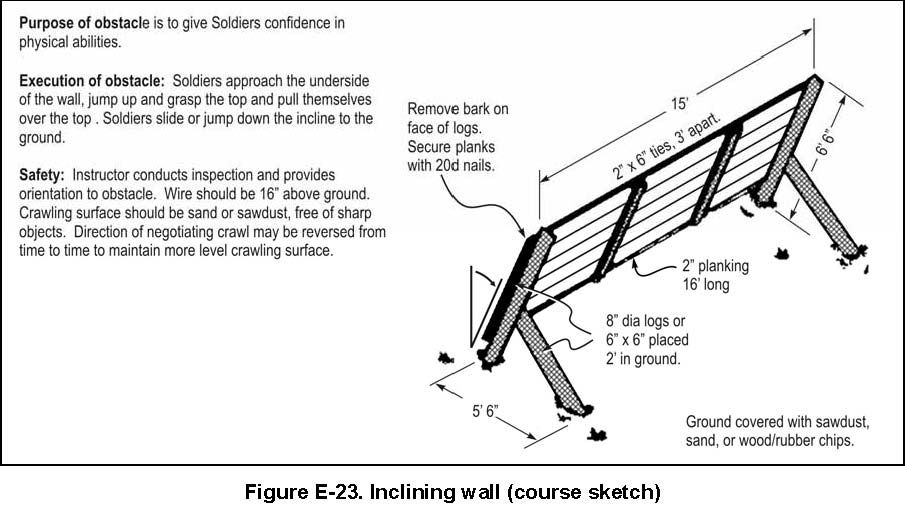 Purpose of obstacle is to give Soldiers confidence in
physical abilities.
Execution of obstacle: Soldiers approach the underside
of the wall, jump up and grasp the top and pull themselves
over the top . Soldiers slide or jump down the incline to the
ground.
Safety: Instructor conducts inspection and provides
orientation to obstacle. Wire should be 16” above ground.
Crawling surface should be sand or sawdust, free of sharp
objects. Direction of negotiating crawl may be reversed from
time to time to maintain more level crawling surface.
Remove bark on
face of logs.
Secure planks
with 20d nails.
15’
2” x 6” ties, 3’ apart.
6’ 6”
2” planking
16’ long
8” dia logs or
6” x 6” placed
2’ in ground.
5’ 6”
Ground covered with sawdust,
sand, or wood/rubber chips.
Figure E-23. Inclining wall (course sketch)